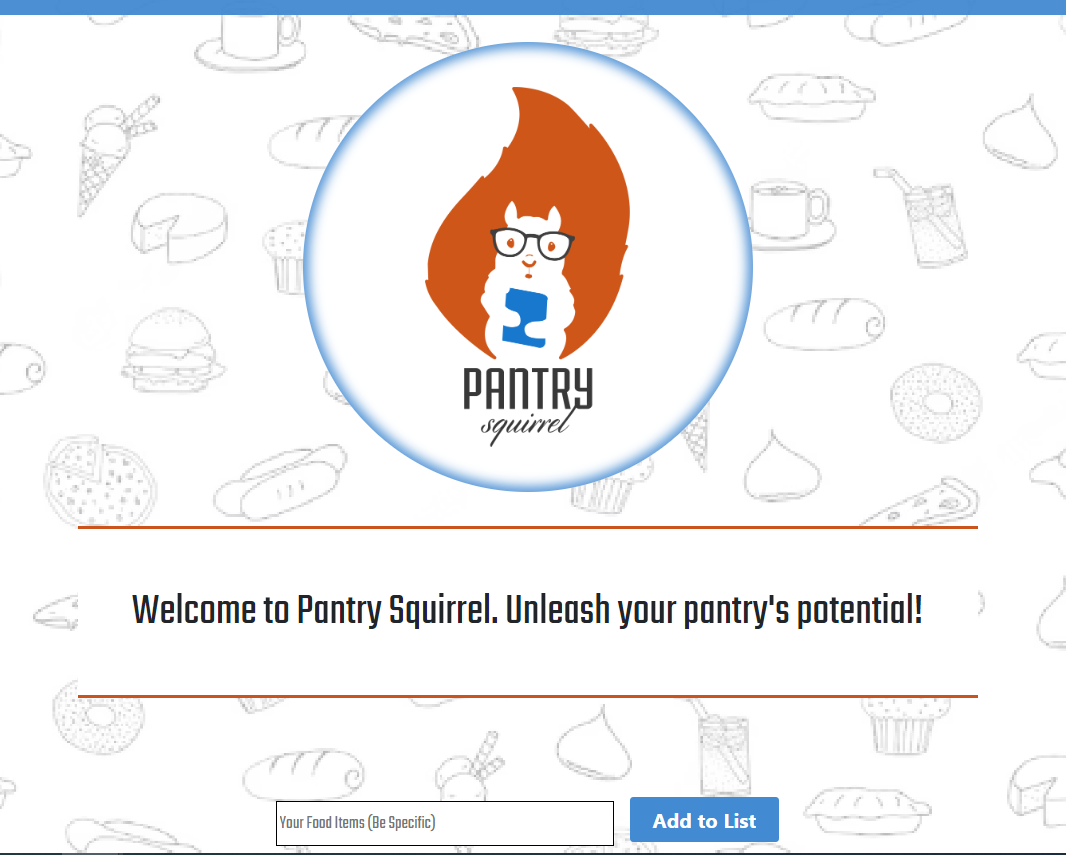 PANTRY
squirrel
Welcome to Pantry Squirrel. Unleash your pantry's potential!
Your Food Items (Be Specific)
Add to List